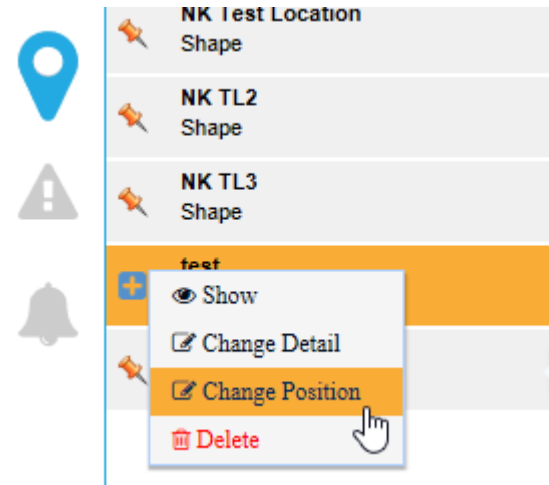 NK Test Location
Shape
NK TL2
Shape
NK TL3
Shape
test
Show
Change Detail
Change Position
Delete